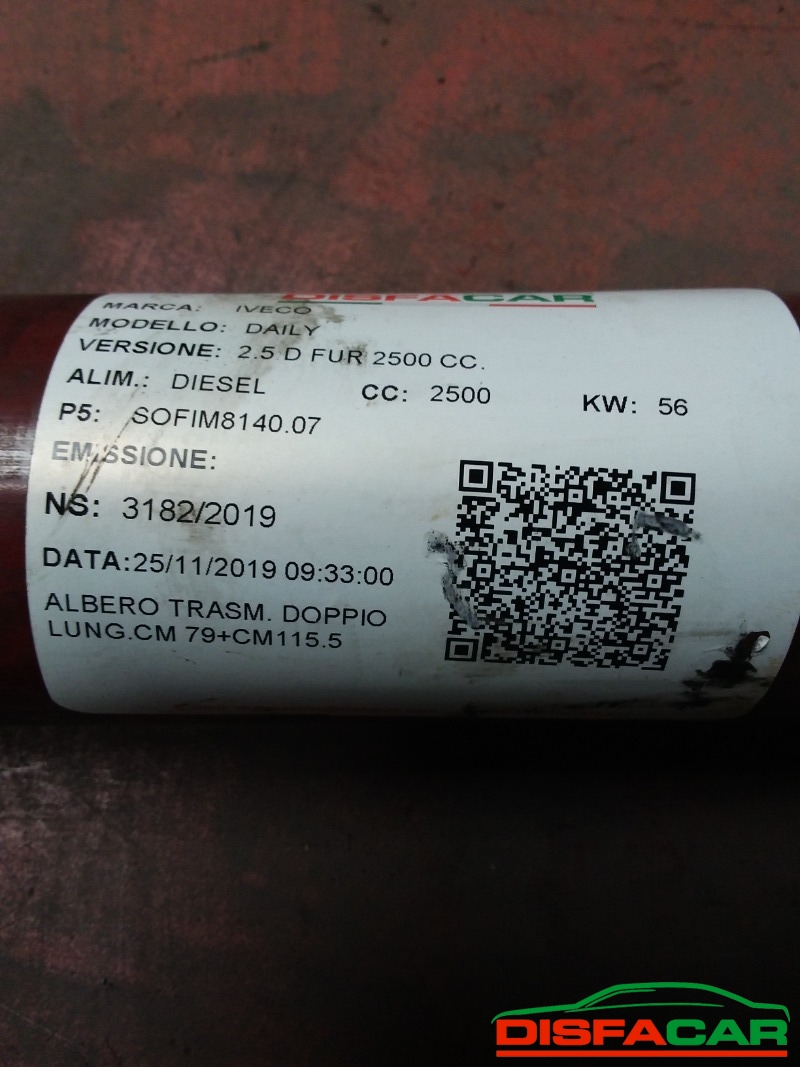 DISFACAR
MARCA: IVECO
MODELLO: DAILY
VERSIONE: 2.5 D FUR 2500 CC.
ALIM.: DIESEL CC: 2500 KW: 56
P5: SOFIM8140.07
EMISSIONE:
NS: 3182/2019
DATA:25/11/2019 09:33:00
ALBERO TRASM. DOPPIO
LUNG.CM 79+CM115.5
DISFACAR